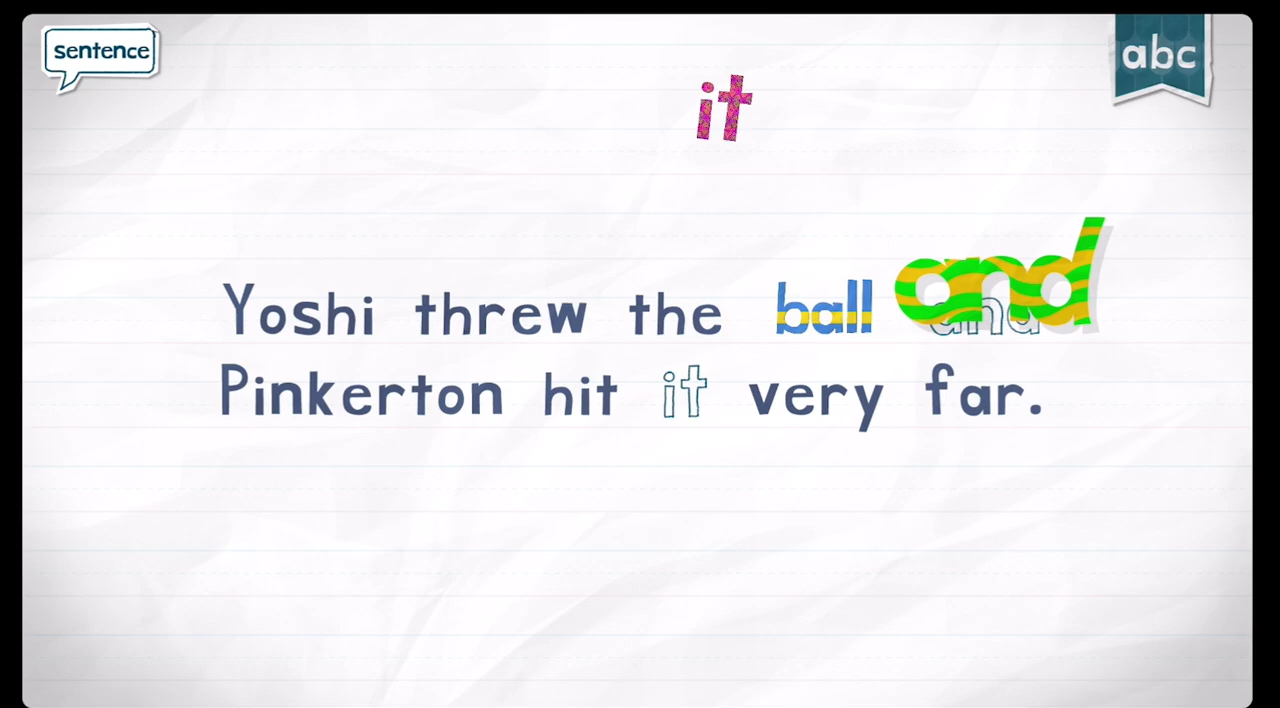 sentence
abc
it
Yoshi threw the ball and
Pinkerton hit it very far.